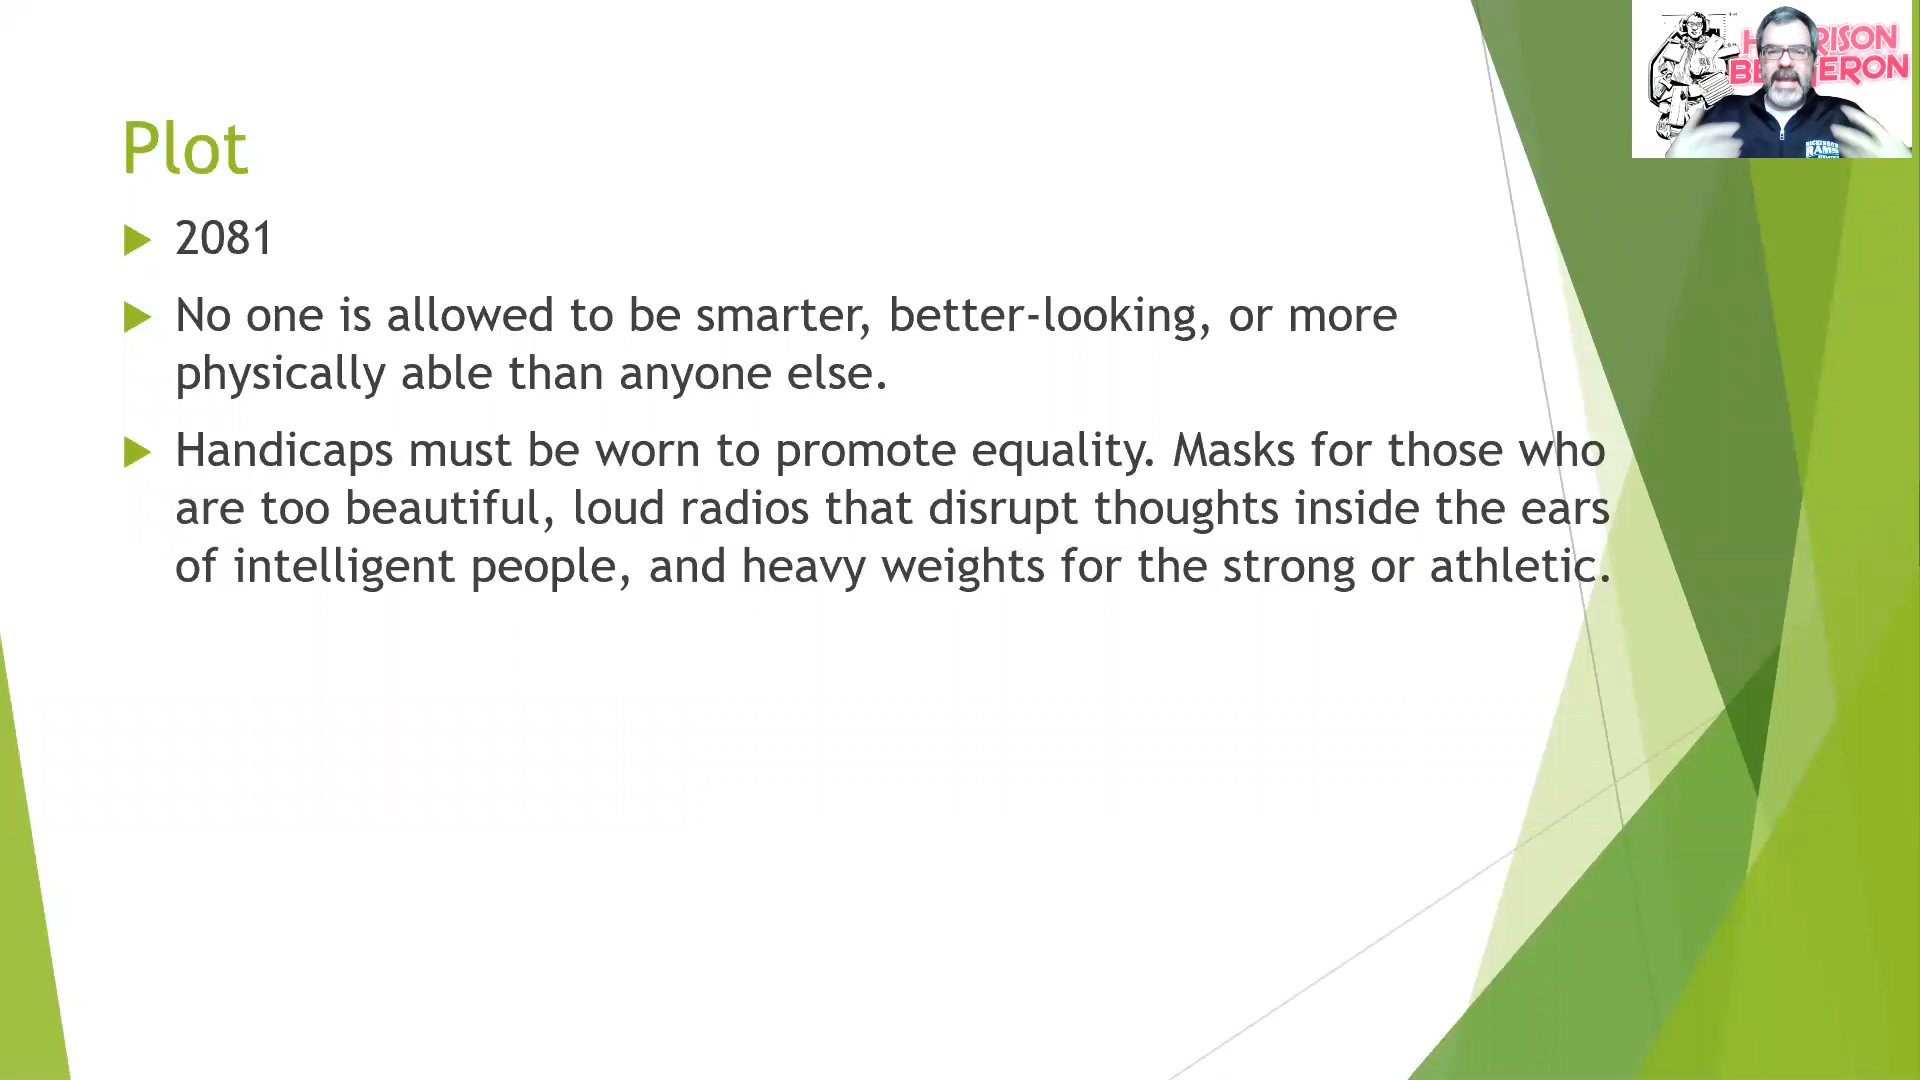 Plot
2081
No one is allowed to be smarter, better-looking, or more
physically able than anyone else.
Handicaps must be worn to promote equality. Masks for those who
are too beautiful, loud radios that disrupt thoughts inside the ears
of intelligent people, and heavy weights for the strong or athletic.
RAMS